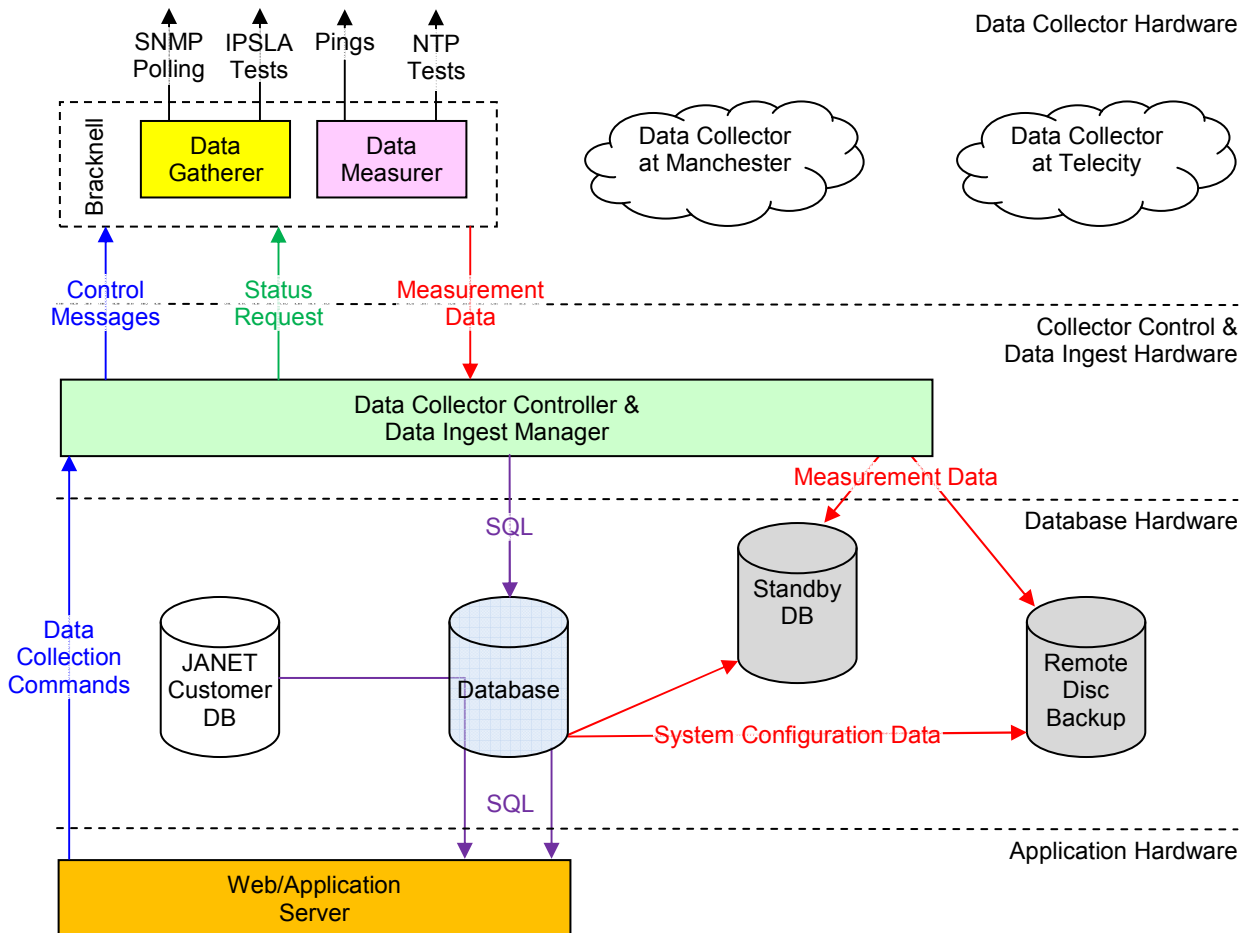 Data Collector Hardware
SNMP
Polling
IPSLA
Tests
Pings
NTP
Tests
Bracknell
Data
Gatherer
Data
Measurer
Data Collector
at Manchester
Data Collector
at Telecity
Control
Messages
Status
Request
Measurement
Data
Collector Control &
Data Ingest Hardware
Data Collector Controller &
Data Ingest Manager
Measurement Data
Database Hardware
SQL
Standby
DB
Data
Collection
Commands
JANET
Customer
DB
Database
Remote
Disc
Backup
System Configuration Data
SQL
Application Hardware
Web/Application
Server